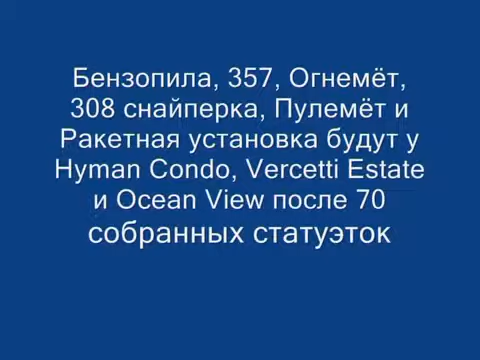 Бензопила, 357, Огнемёт,
308 снайперка, Пулемёт и
Ракетная установка будут у
Hyman Condo, Vercetti Estate
и Ocean View после 70
собранных статуэток